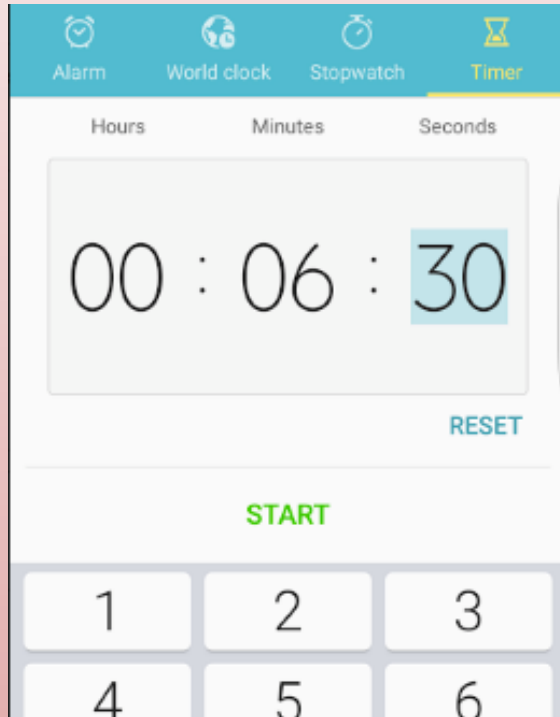 Alarm World clock Stopwatch Timer
Hours Minutes Seconds
00 : 06 : 30
RESET
START
1 2 3
4 5 6